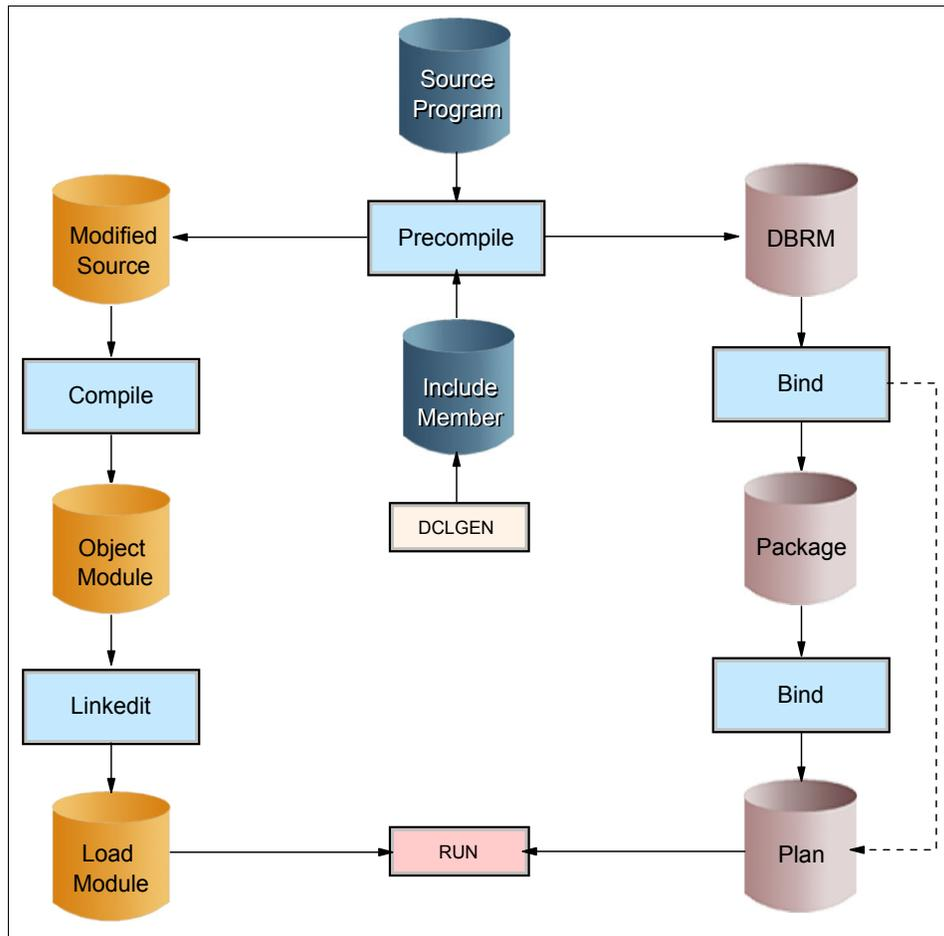 Source
Program
Modified
Source
Precompile
DBRM
Compile
Include
Member
Bind
DCLGEN
Object
Module
Package
Linkedit
Bind
Load
Module
RUN
Plan